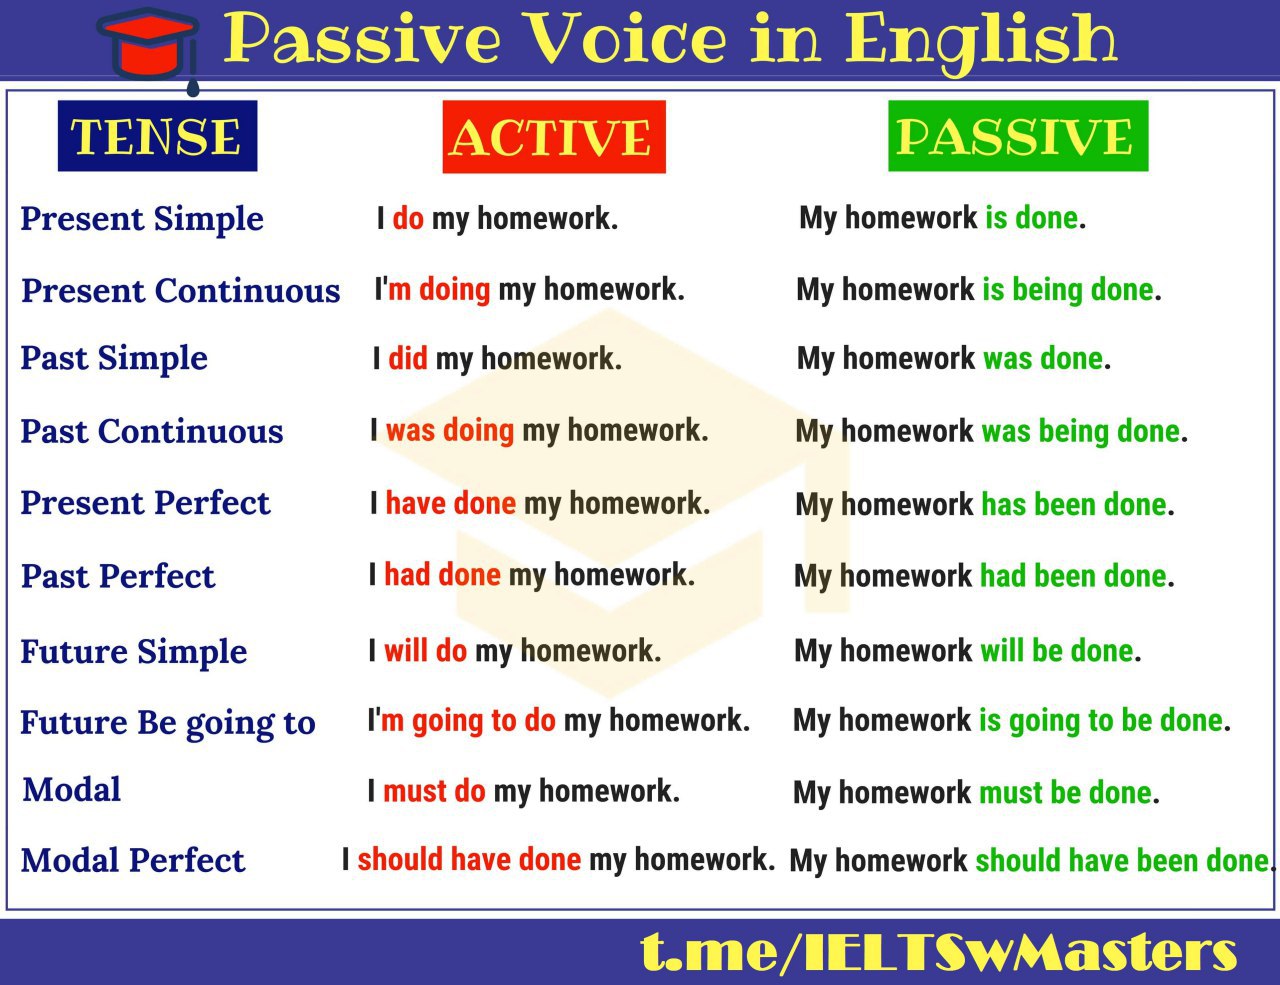 Passive Voice in English
TENSE ACTIVE PASSIVE
Present Simple I do my homework. My homework is done.
Present Continuous I'm doing my homework. My homework is being done.
Past Simple I did my homework. My homework was done.
Past Continuous I was doing my homework. My homework was being done.
Present Perfect I have done my homework. My homework has been done.
Past Perfect I had done my homework. My homework had been done.
Future Simple I will do my homework. My homework will be done.
Future Be going to I'm going to do my homework. My homework is going to be done.
Modal I must do my homework. My homework must be done.
Modal Perfect I should have done my homework. My homework should have been done.
t.me/IELTSwMasters